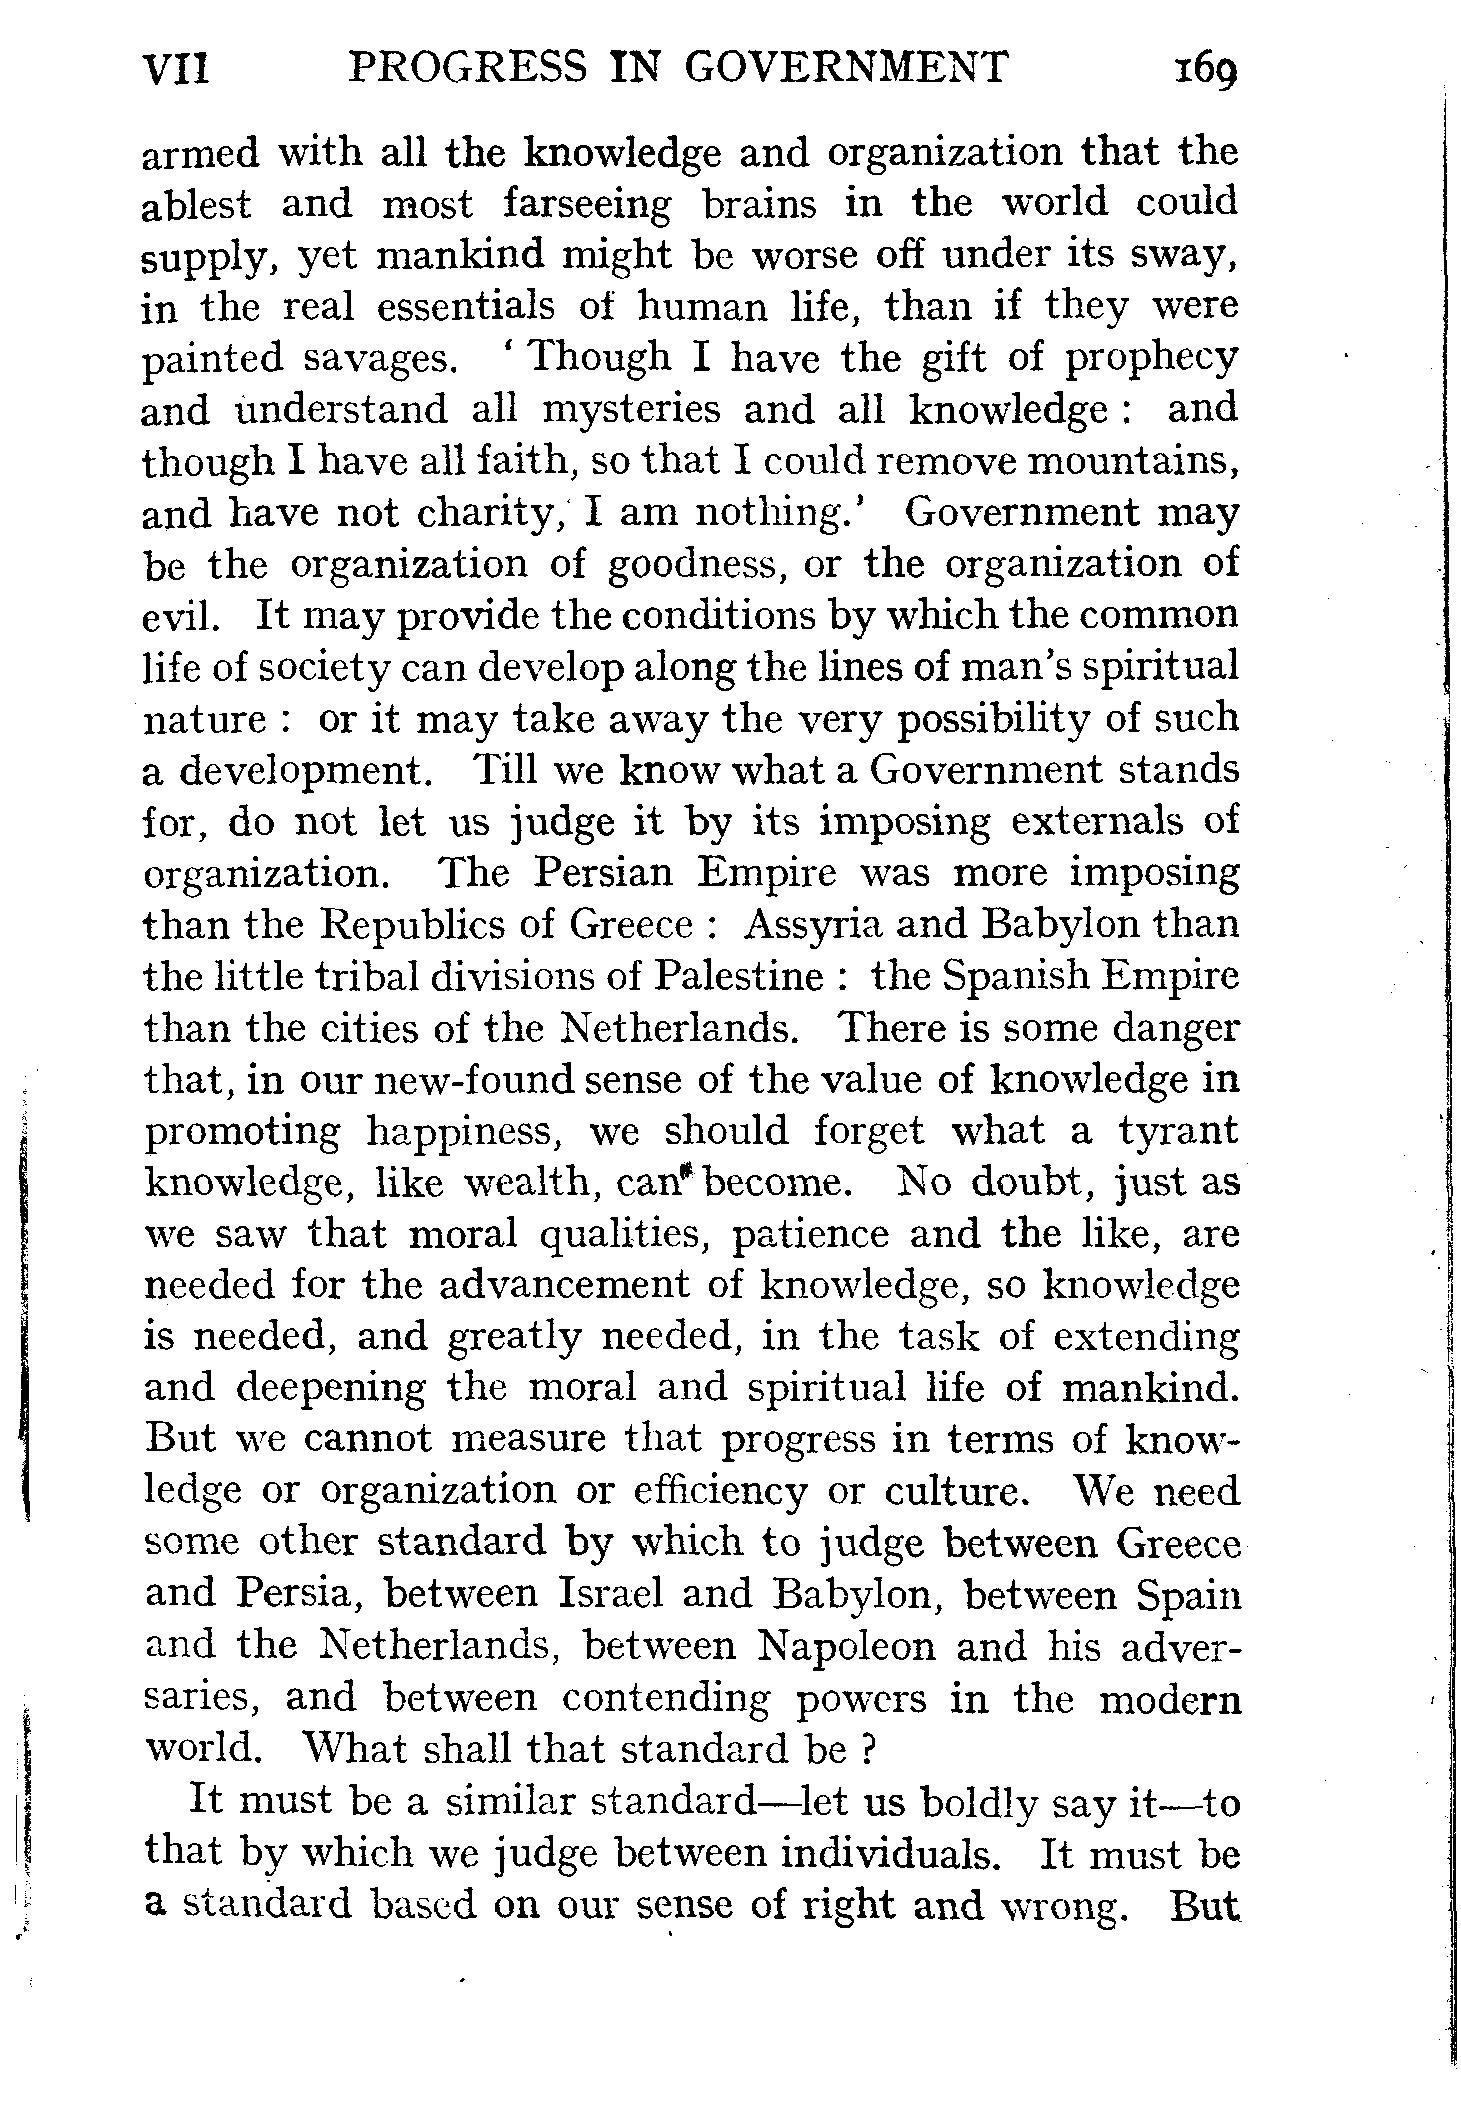 VII PROGRESS IN GOVERNMENT 169
armed with all the knowledge and organization that the
ablest and most farseeing brains in the world could
supply, yet mankind might be worse off under its sway,
in the real essentials of human life, than if they were
painted savages. ‘ Though I have the gift of prophecy
and understand all mysteries and all knowledge : and
though I have all faith, so that I could remove mountains,
and have not charity, I am nothing.’ Government may
be the organization of goodness, or the organization of
evil. It may provide the conditions by which the common
life of society can develop along the lines of man’s spiritual
nature : or it may take away the very possibility of such
a development. Till we know what a Government stands
for, do not let us judge it by its imposing externals of
organization. The Persian Empire was more imposing
than the Republics of Greece : Assyria and Babylon than
the little tribal divisions of Palestine : the Spanish Empire
than the cities of the Netherlands. There is some danger
that, in our new-found sense of the value of knowledge in
promoting happiness, we should forget what a tyrant
knowledge, like wealth, can become. No doubt, just as
we saw that moral qualities, patience and the like, are
needed for the advancement of knowledge, so knowledge
is needed, and greatly needed, in the task of extending
and deepening the moral and spiritual life of mankind.
But we cannot measure that progress in terms of know-
ledge or organization or efficiency or culture. We need
some other standard by which to judge between Greece
and Persia, between Israel and Babylon, between Spain
and the Netherlands, between Napoleon and his adver-
saries, and between contending powers in the modern
world. What shall that standard be ?
It must be a similar standard—let us boldly say it—to
that by which we judge between individuals. It must be
a standard based on our sense of right and wrong. But